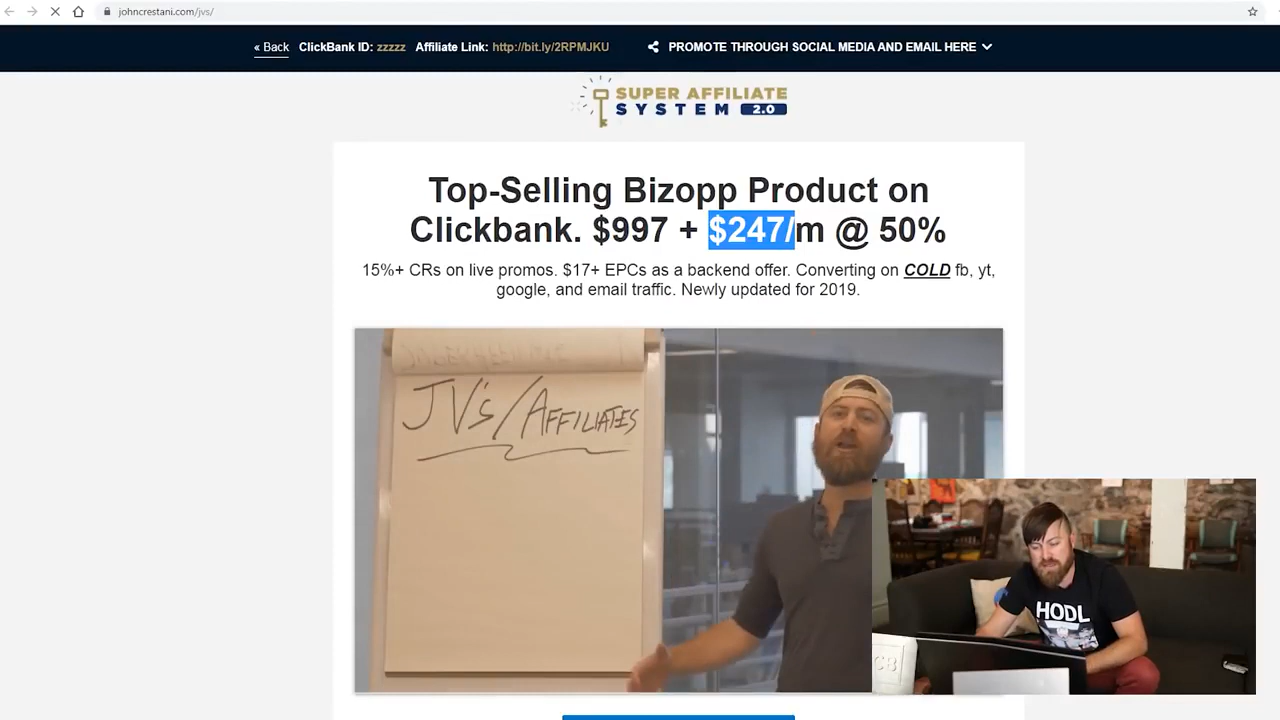 johncrestani.com/jvs/
« Back ClickBank ID: zzzzz Affiliate Link: http://bit.ly/2RPMJKU PROMOTE THROUGH SOCIAL MEDIA AND EMAIL HERE
SUPER AFFILIATE
SYSTEM 2.0
Top-Selling Bizopp Product on
Clickbank. $997 + $247/m @ 50%
15%+ CRs on live promos. $17+ EPCs as a backend offer. Converting on COLD fb, yt,
google, and email traffic. Newly updated for 2019.
JV's/AFFILIATES
HODL